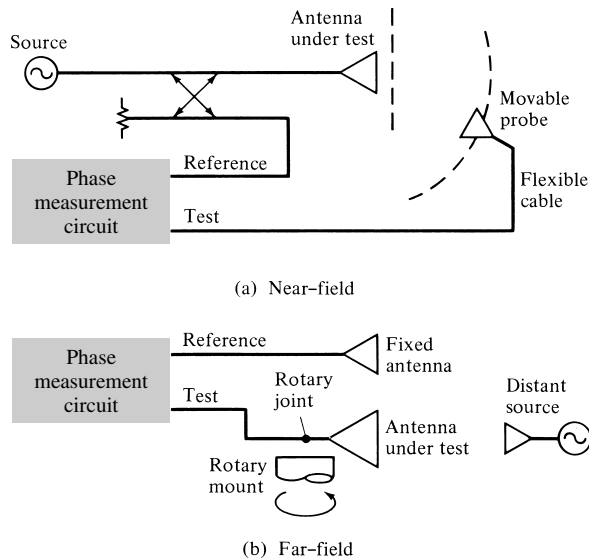 Antenna
under test
Source
Movable
probe
Reference
Phase
measurement
circuit
Flexible
cable
Test
(a) Near-field
Reference
Fixed
antenna
Phase
measurement
circuit
Rotary
joint
Distant
source
Test
Antenna
under test
Rotary
mount
(b) Far-field